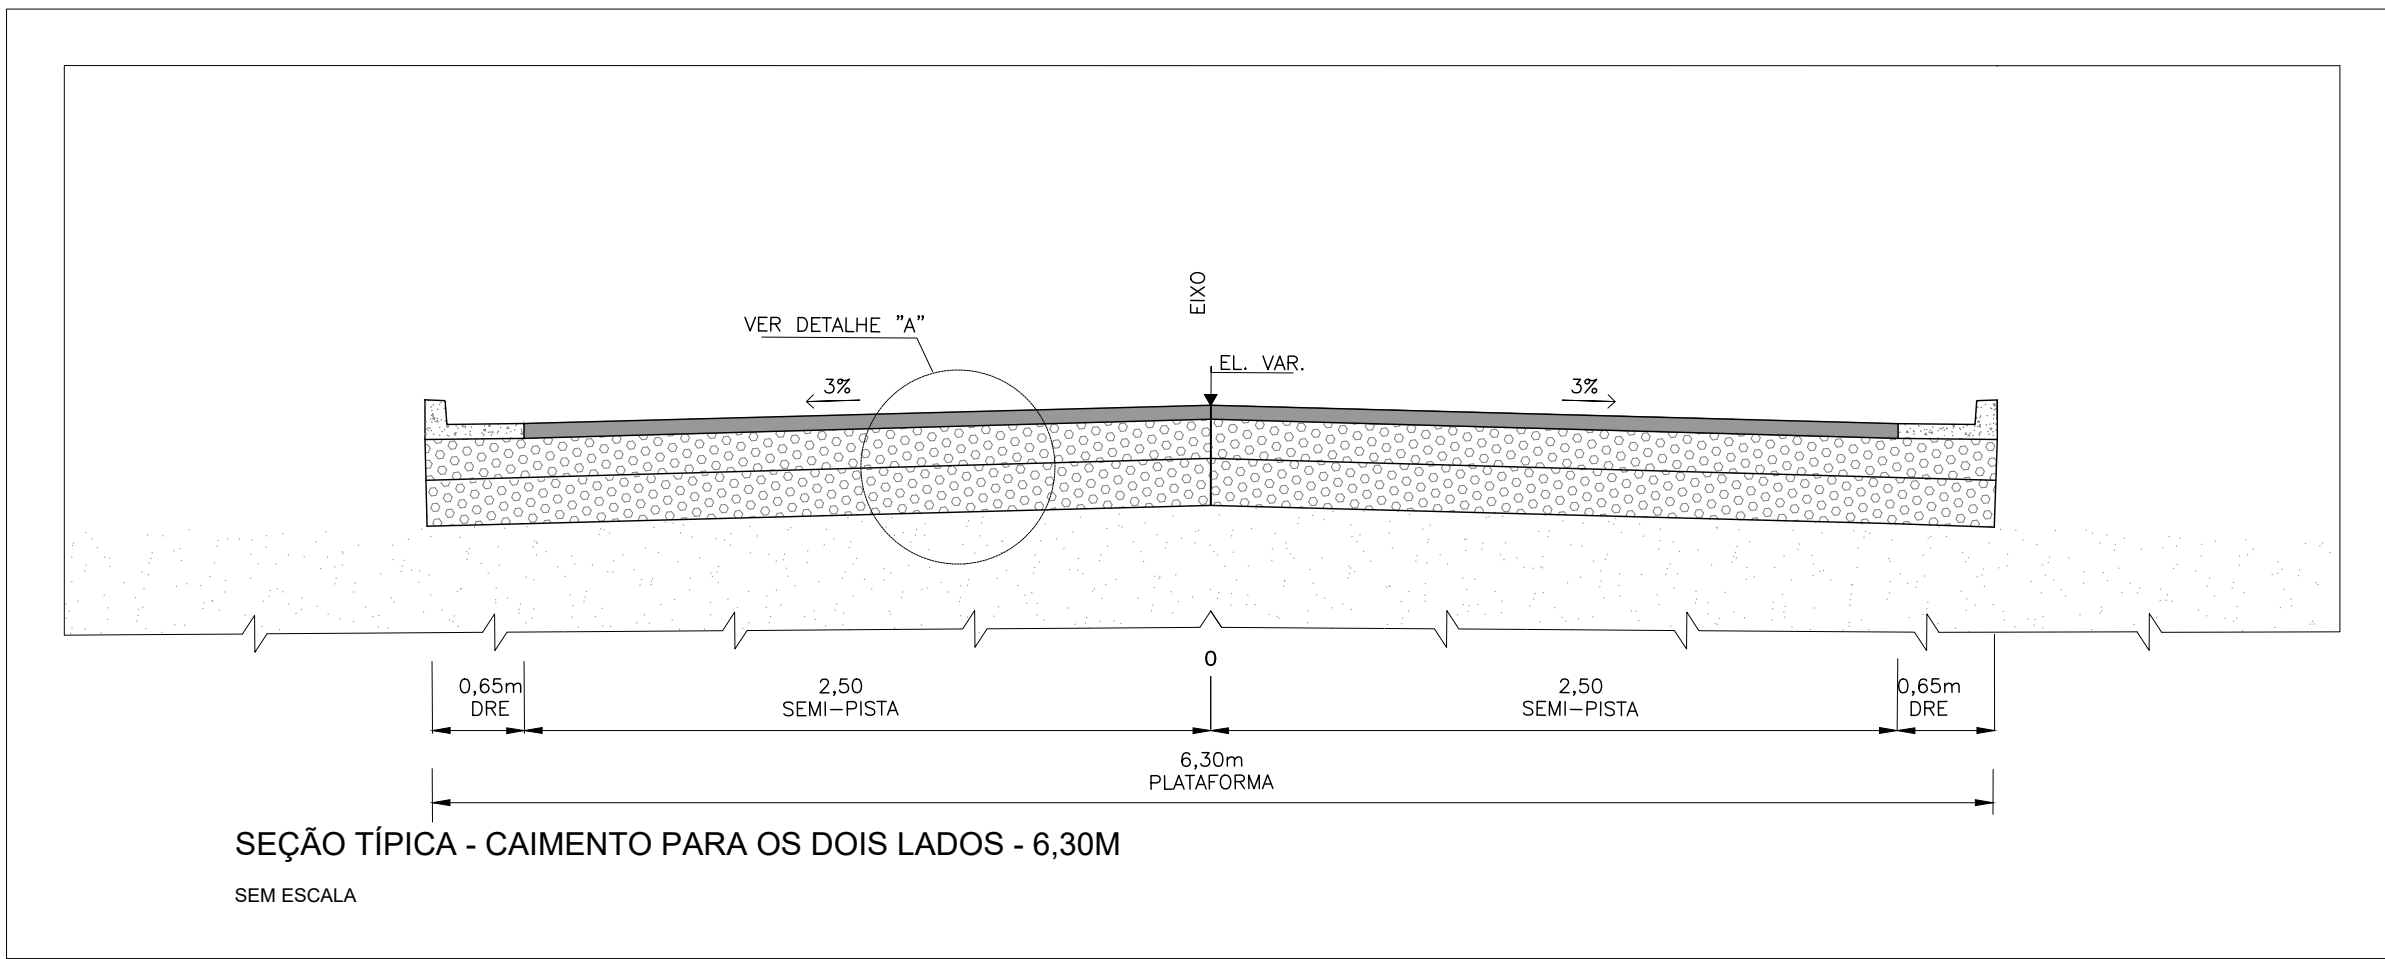 EIXO
VER DETALHE "A"
EL. VAR.
3%
3%
0
0,65m
DRE
2,50
SEMI-PISTA
2,50
SEMI-PISTA
0,65m
DRE
6,30m
PLATAFORMA
SEÇÃO TÍPICA - CAIMENTO PARA OS DOIS LADOS - 6,30M
SEM ESCALA